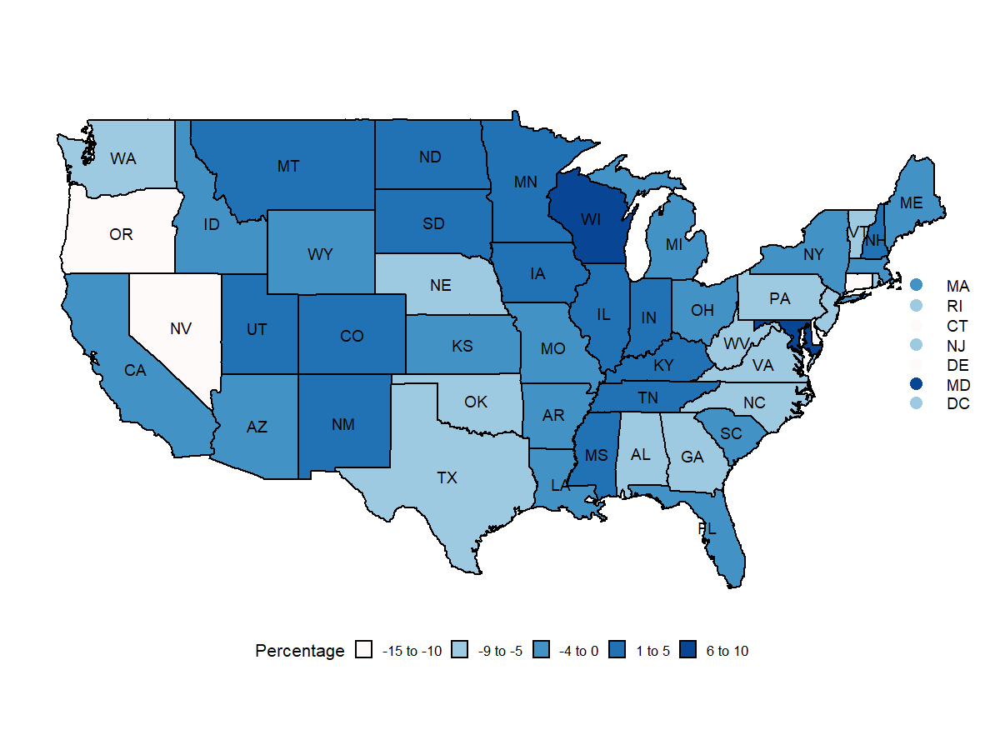 WA
MT
ND
MN
OR
ID
SD
WI
ME
WY
MI
VT
NH
NY
NE
IA
PA
MA
RI
CT
NJ
DE
MD
DC
NV
UT
CO
IL
IN
OH
KS
MO
WV
CA
KY
VA
AZ
NM
OK
AR
TN
NC
SC
TX
LA
MS
AL
GA
FL
Percentage -15 to -10 -9 to -5 -4 to 0 1 to 5 6 to 10